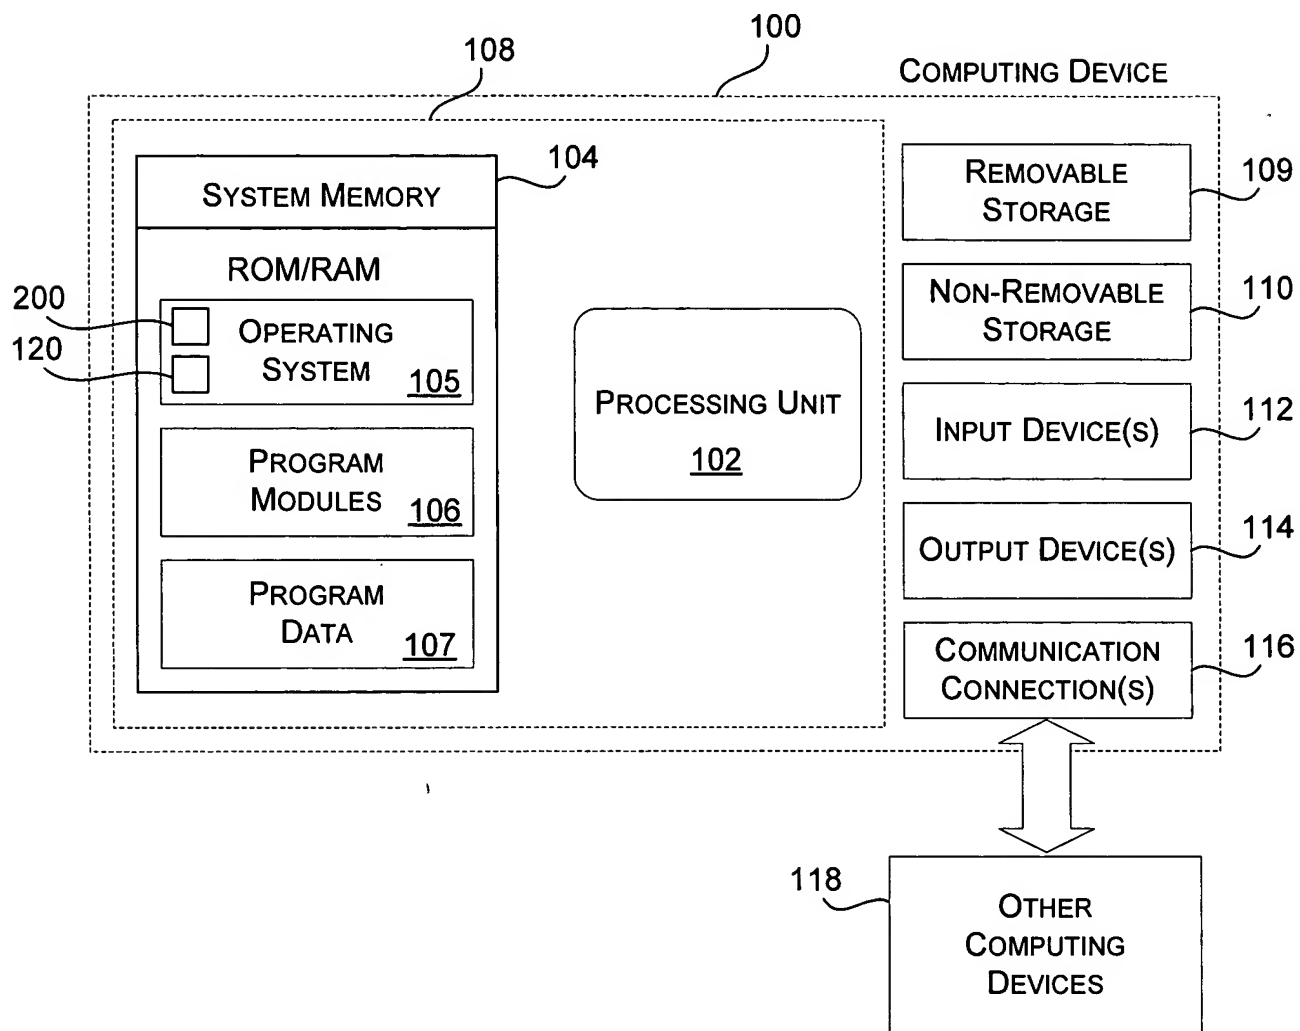 100
108
COMPUTING DEVICE
104
SYSTEM MEMORY
ROM/RAM
200
120
OPERATING
SYSTEM
105
PROGRAM
MODULES
106
PROGRAM
DATA
107
PROCESSING UNIT
102
REMOVABLE
STORAGE
109
NON-REMOVABLE
STORAGE
110
INPUT DEVICE(S)
112
OUTPUT DEVICE(S)
114
COMMUNICATION
CONNECTION(S)
116
118
OTHER
COMPUTING
DEVICES